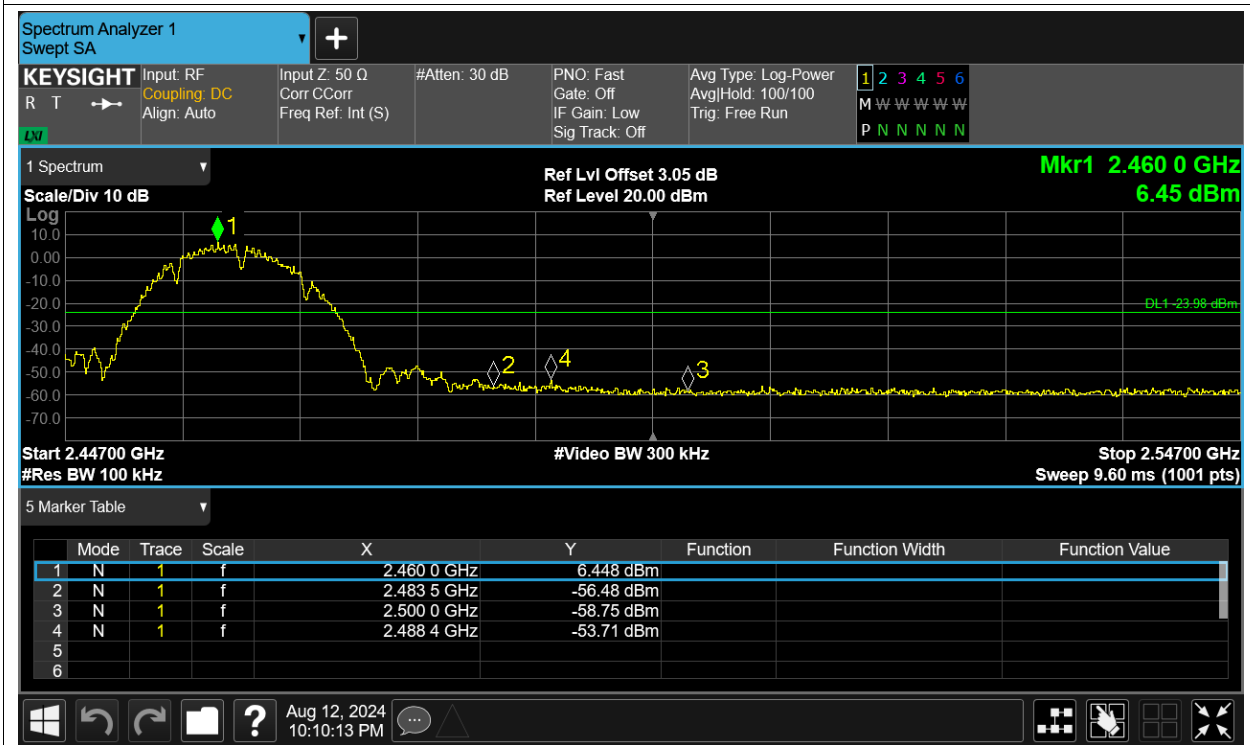 Spectrum Analyzer 1
Swept SA
+
KEYSIGHT
R T
LXI
Input: RF
Coupling: DC
Align: Auto
Input Z: 50 Ω
Corr CCorr
Freq Ref: Int (S)
#Atten: 30 dB
PNO: Fast
Gate: Off
IF Gain: Low
Sig Track: Off
Avg Type: Log-Power
Avg|Hold: 100/100
Trig: Free Run
1 2 3 4 5 6
M W W W W W
P N N N N N
1 Spectrum
Scale/Div 10 dB
Ref Lvl Offset 3.05 dB
Ref Level 20.00 dBm
Mkr1 2.460 0 GHz
6.45 dBm
Log
10.0
0.00
-10.0
-20.0
-30.0
-40.0
-50.0
-60.0
-70.0
1
2
4
3
DL1 -23.98 dBm
Start 2.44700 GHz
#Res BW 100 kHz
#Video BW 300 kHz
Stop 2.54700 GHz
Sweep 9.60 ms (1001 pts)
5 Marker Table
Mode Trace Scale X Y Function Function Width Function Value
1 N 1 f 2.460 0 GHz 6.448 dBm
2 N 1 f 2.483 5 GHz -56.48 dBm
3 N 1 f 2.500 0 GHz -58.75 dBm
4 N 1 f 2.488 4 GHz -53.71 dBm
5
6
?
Aug 12, 2024
10:10:13 PM